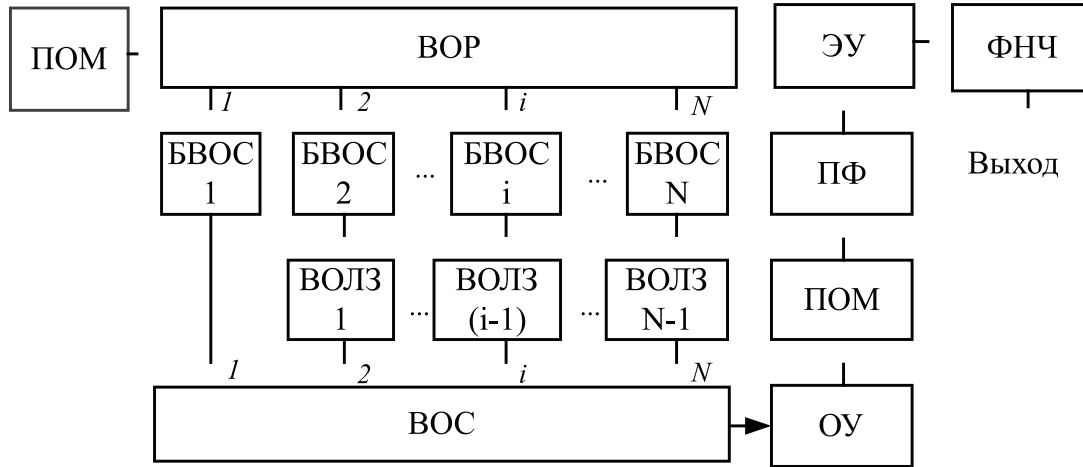 ПОМ
ВОР
ЭУ
ФНЧ
1
2
i
N
БВОС
1
БВОС
2
...
БВОС
i
...
БВОС
N
ПФ
Выход
ВОЛЗ
1
...
ВОЛЗ
(i-1)
...
ВОЛЗ
N-1
ПОМ
1
2
i
N
ВОС
ОУ